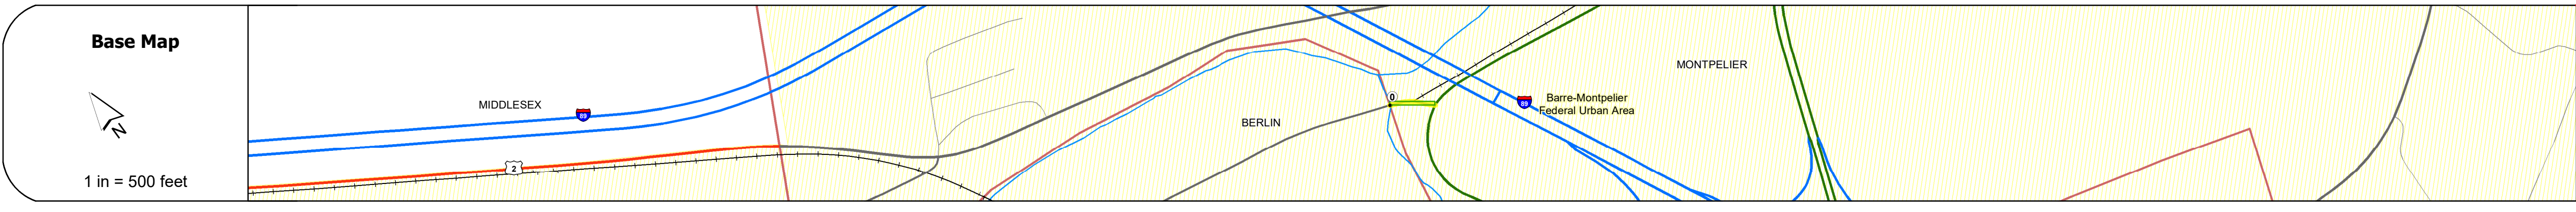 Base Map
N
1 in = 500 feet
MIDDLESEX
89
2
BERLIN
0
MONTPELIER
89
Barre-Montpelier
Federal Urban Area